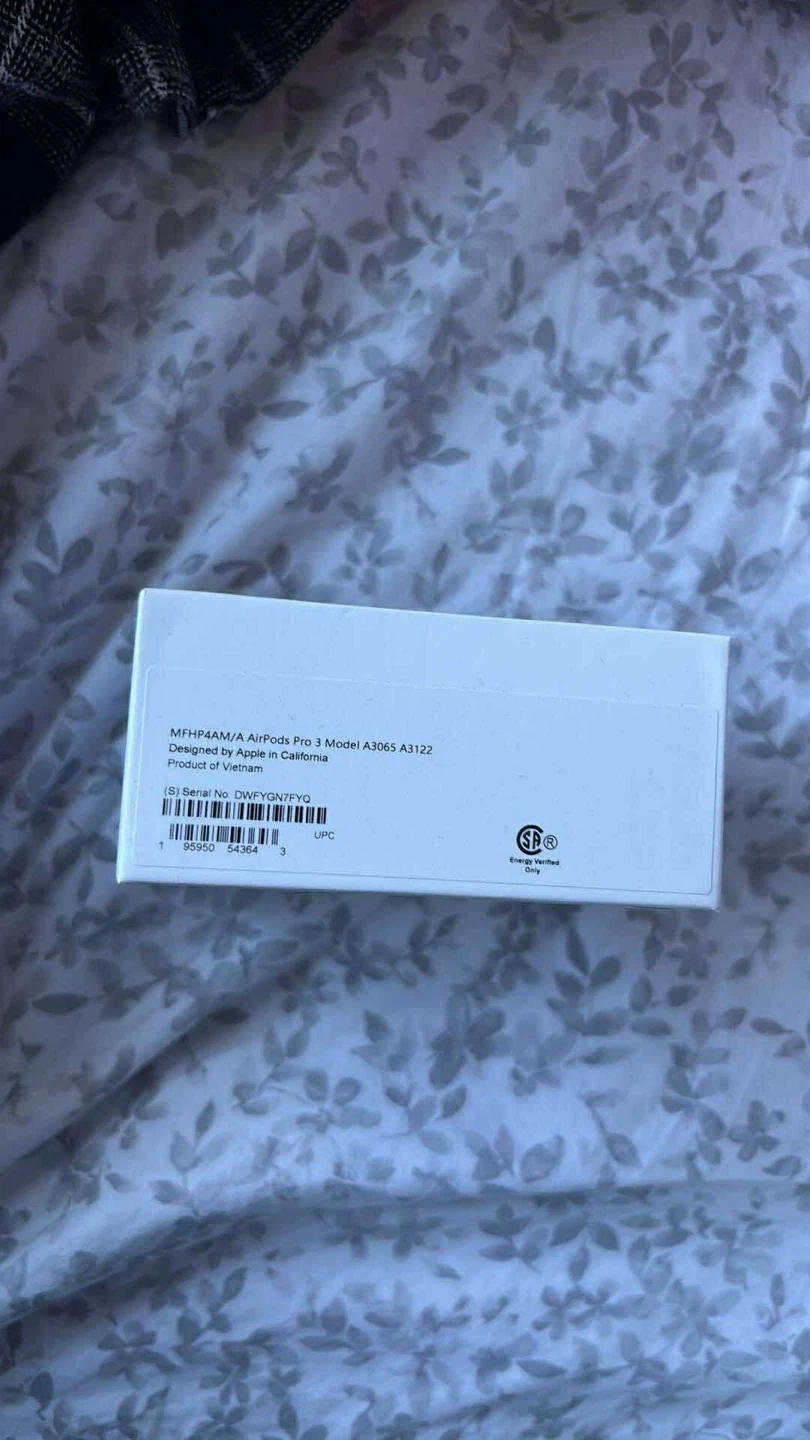 MFHP4AM/A AirPods Pro 3 Model A3065 A3122
Designed by Apple in California
Product of Vietnam
(S) Serial No. DWFYGN7FYQ
UPC
1 95950 54364 3
SA®
Energy Verified
Only